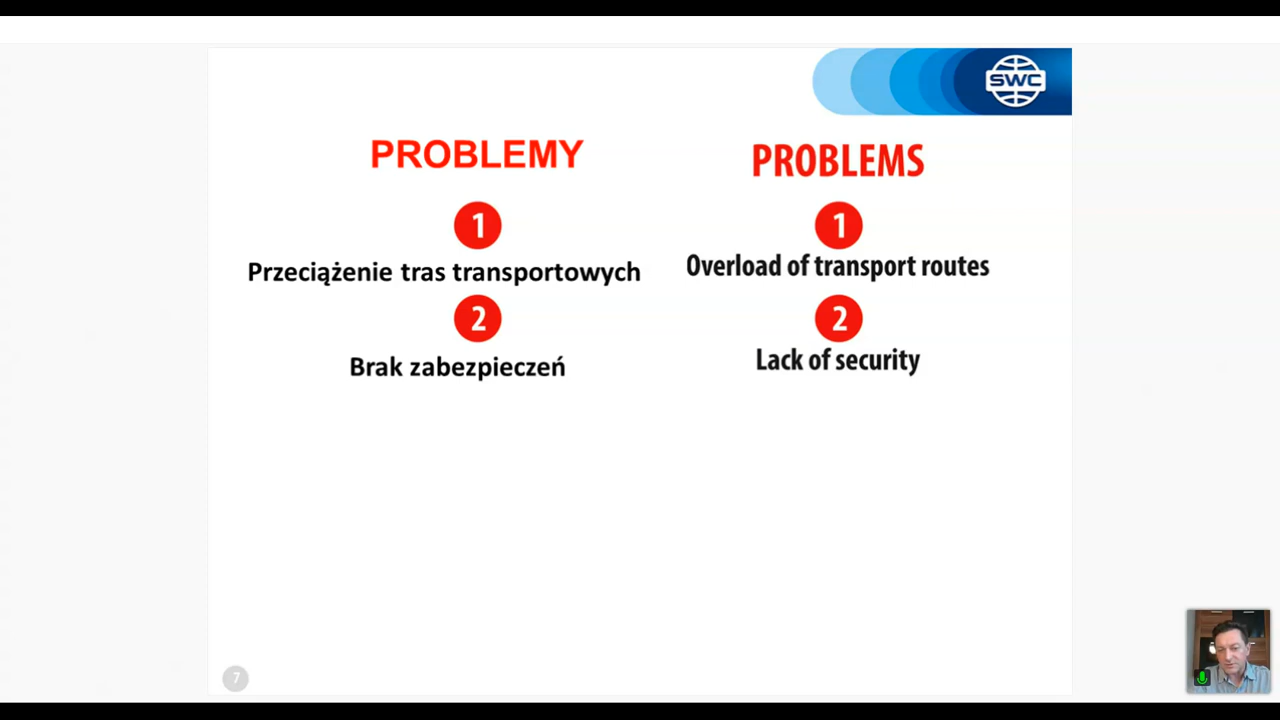 SWC
PROBLEMY
1
Przeciążenie tras transportowych
2
Brak zabezpieczeń
PROBLEMS
1
Overload of transport routes
2
Lack of security
7